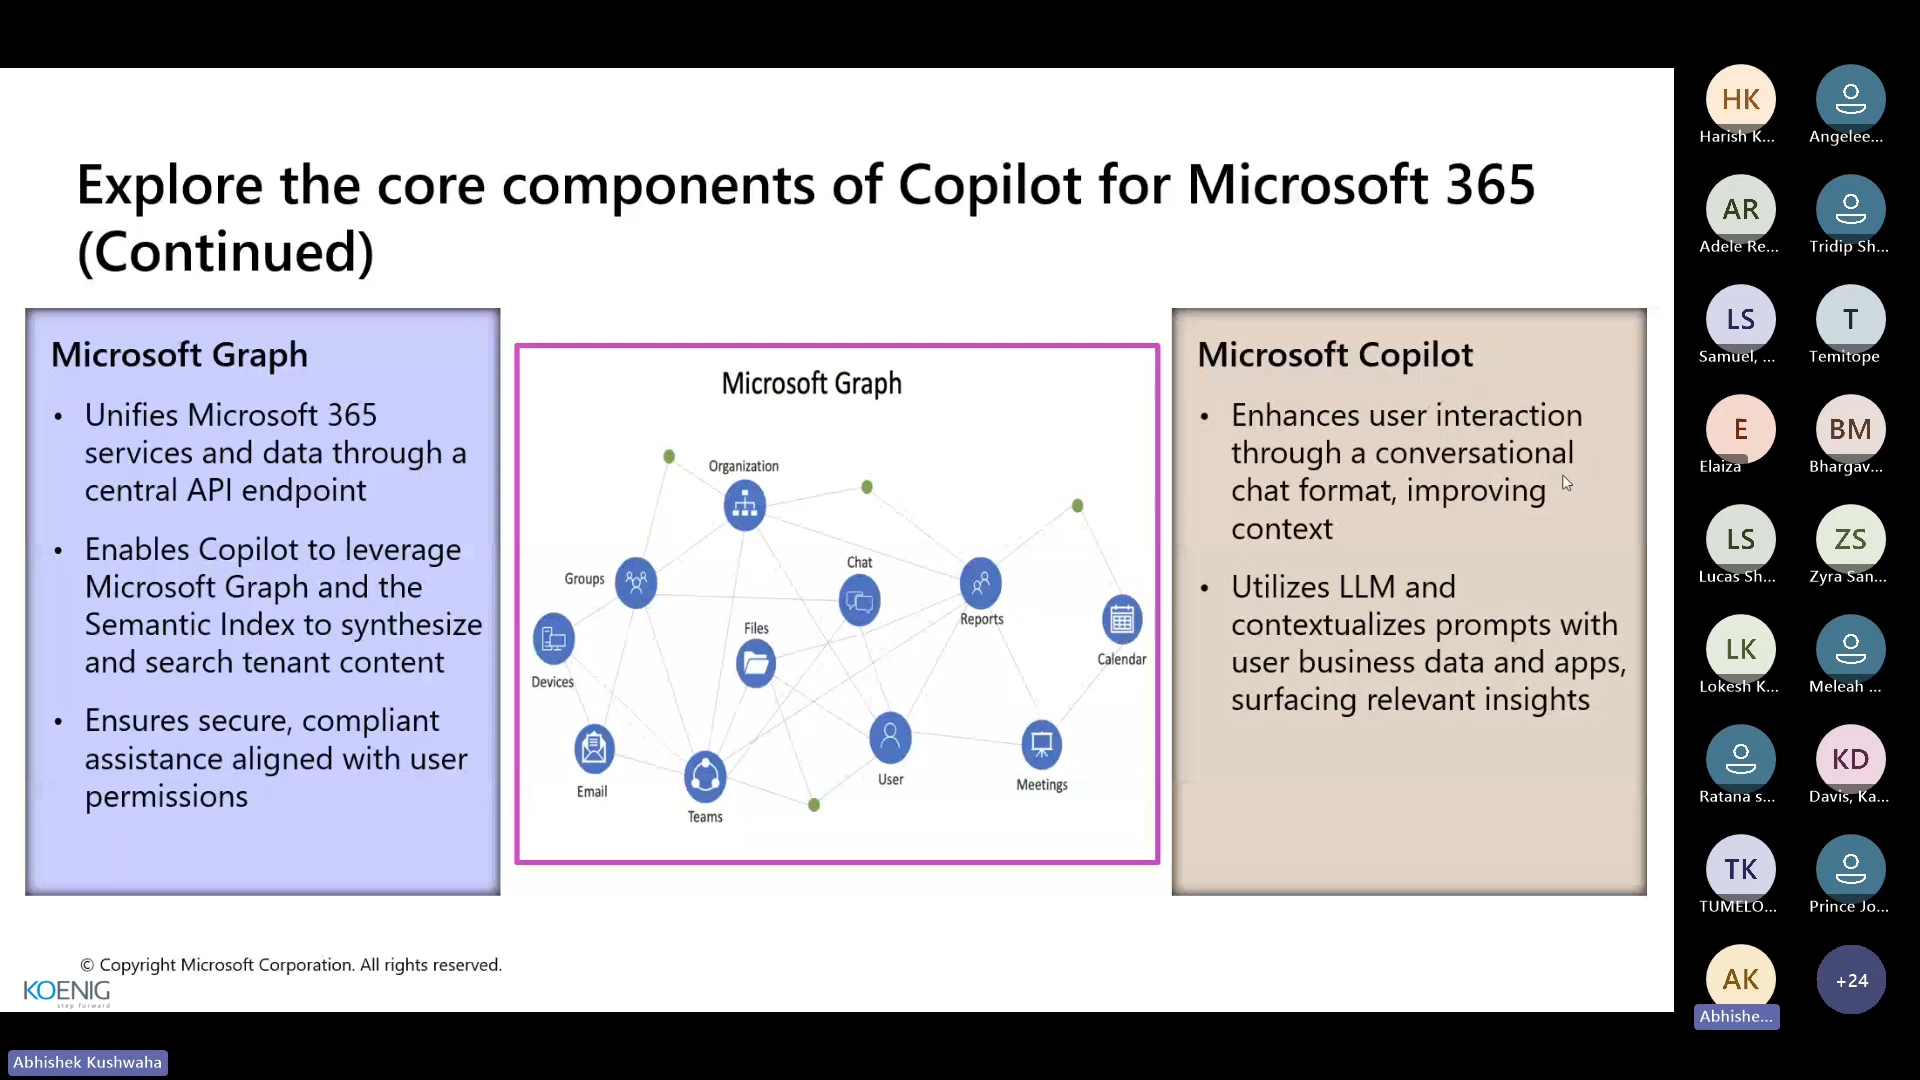 Explore the core components of Copilot for Microsoft 365
(Continued)
Microsoft Graph
• Unifies Microsoft 365
services and data through a
central API endpoint
• Enables Copilot to leverage
Microsoft Graph and the
Semantic Index to synthesize
and search tenant content
• Ensures secure, compliant
assistance aligned with user
permissions
Microsoft Graph
Organization
Groups
Chat
Reports
Files
Calendar
Devices
User
Meetings
Email
Teams
Microsoft Copilot
• Enhances user interaction
through a conversational
chat format, improving
context
• Utilizes LLM and
contextualizes prompts with
user business data and apps,
surfacing relevant insights
© Copyright Microsoft Corporation. All rights reserved.
KOENIG
step forward
HK
Harish K...
Angelee...
AR
Adele Re...
Tridip Sh...
LS
Samuel, ...
T
Temitope
E
Elaiza
BM
Bhargav...
LS
Lucas Sh...
ZS
Zyra San...
LK
Lokesh K...
Meleah ...
Ratana s...
KD
Davis, Ka...
TK
TUMELO...
Prince Jo...
AK
Abhishe...
+24
Abhishek Kushwaha